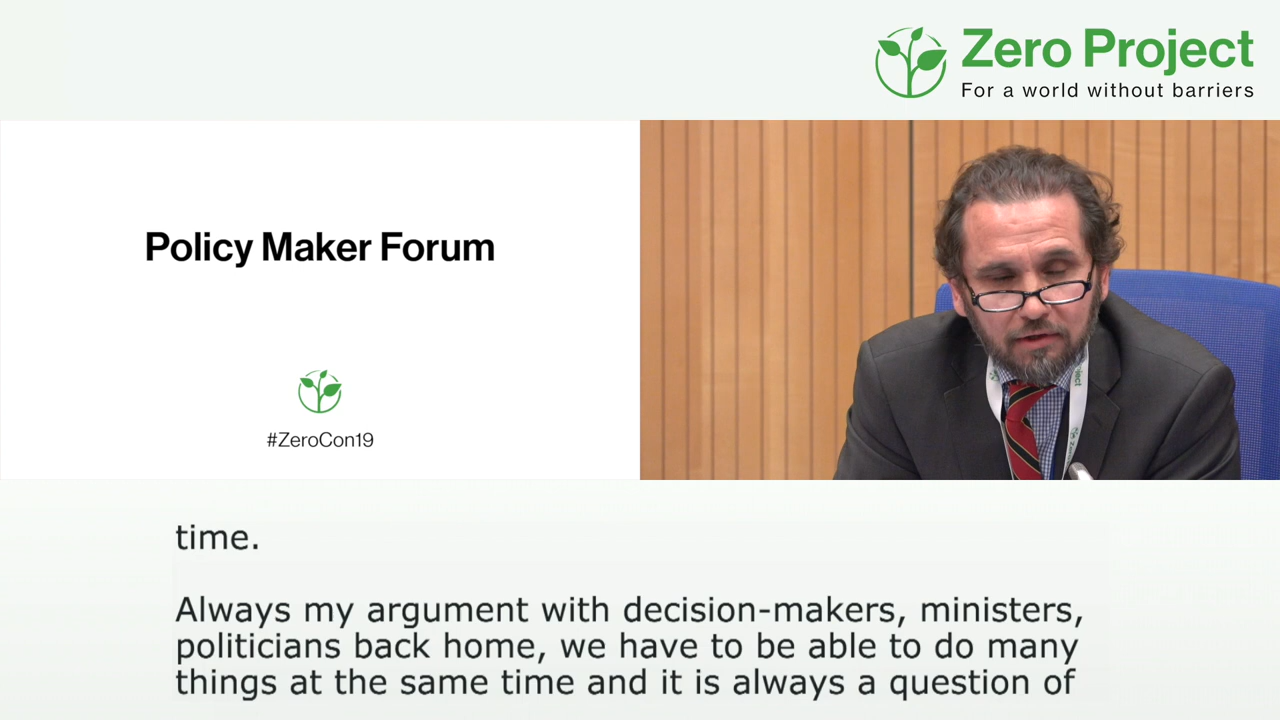 Zero Project
For a world without barriers
Policy Maker Forum
#ZeroCon19
time.
Always my argument with decision-makers, ministers,
politicians back home, we have to be able to do many
things at the same time and it is always a question of